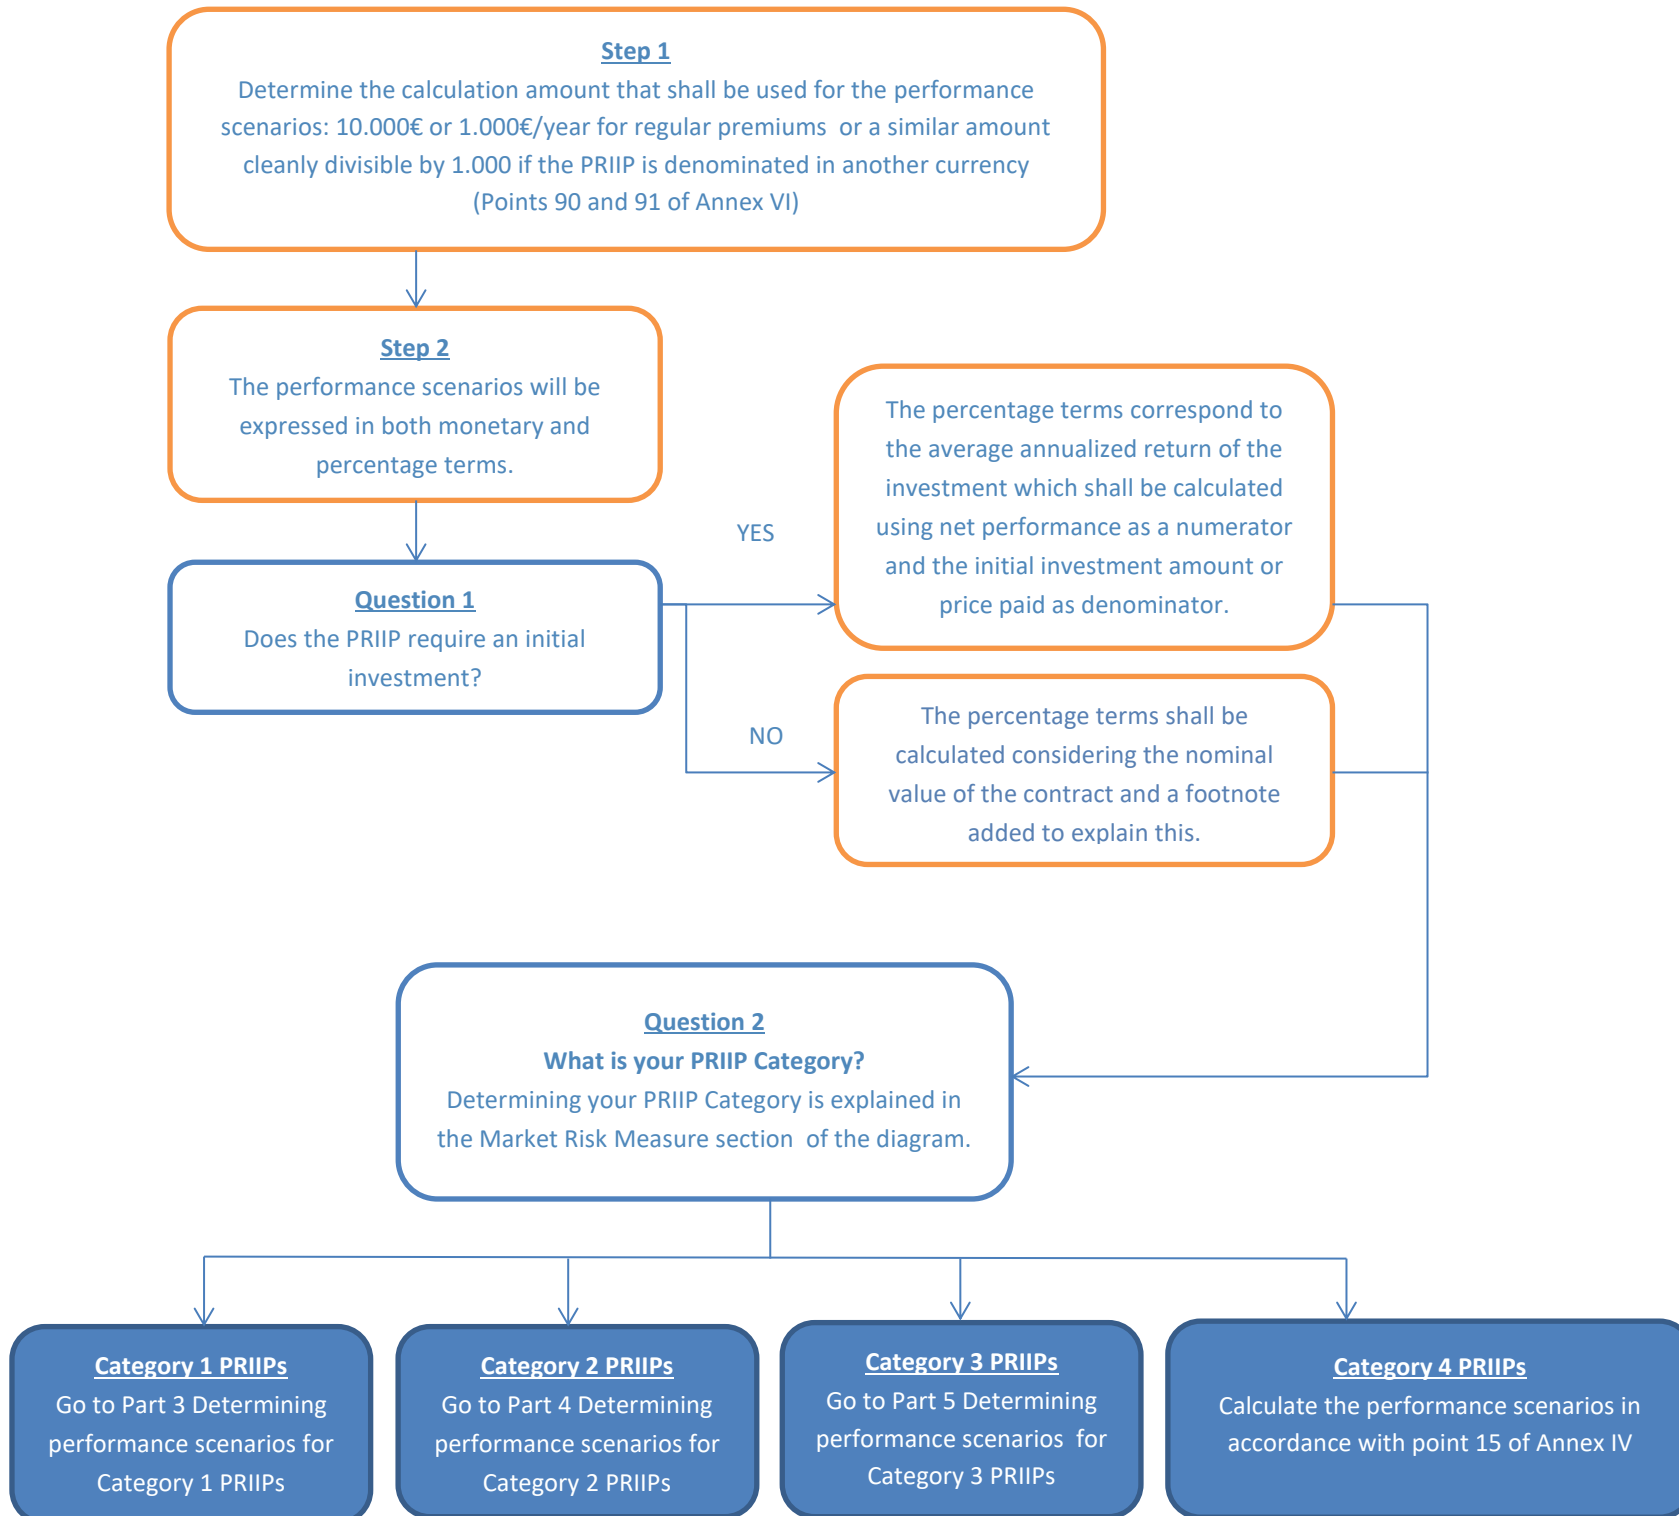 Step 1
Determine the calculation amount that shall be used for the performance
scenarios: 10.000€ or 1.000€/year for regular premiums  or a similar amount
cleanly divisible by 1.000 if the PRIIP is denominated in another currency
(Points 90 and 91 of Annex VI)
Step 2
The performance scenarios will be
expressed in both monetary and
percentage terms.
Question 1
Does the PRIIP require an initial
investment?
YES
The percentage terms correspond to
the average annualized return of the
investment which shall be calculated
using net performance as a numerator
and the initial investment amount or
price paid as denominator.
NO
The percentage terms shall be
calculated considering the nominal
value of the contract and a footnote
added to explain this.
Question 2
What is your PRIIP Category?
Determining your PRIIP Category is explained in
the Market Risk Measure section  of the diagram.
Category 1 PRIIPs
Go to Part 3 Determining
performance scenarios for
Category 1 PRIIPs
Category 2 PRIIPs
Go to Part 4 Determining
performance scenarios for
Category 2 PRIIPs
Category 3 PRIIPs
Go to Part 5 Determining
performance scenarios  for
Category 3 PRIIPs
Category 4 PRIIPs
Calculate the performance scenarios in
accordance with point 15 of Annex IV